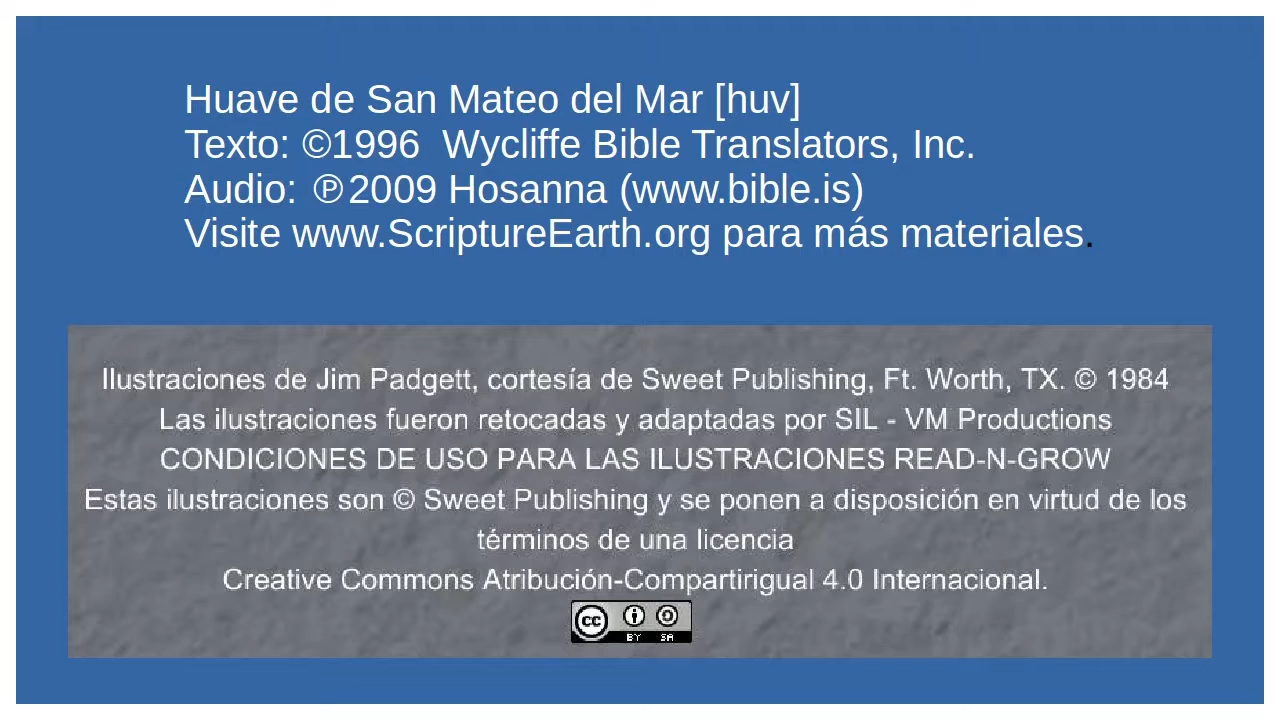 Huave de San Mateo del Mar [huv]
Texto: ©1996  Wycliffe Bible Translators, Inc.
Audio: ℗2009 Hosanna (www.bible.is)
Visite www.ScriptureEarth.org para más materiales.
Ilustraciones de Jim Padgett, cortesía de Sweet Publishing, Ft. Worth, TX. © 1984
Las ilustraciones fueron retocadas y adaptadas por SIL - VM Productions
CONDICIONES DE USO PARA LAS ILUSTRACIONES READ-N-GROW
Estas ilustraciones son © Sweet Publishing y se ponen a disposición en virtud de los
términos de una licencia
Creative Commons Atribución-Compartirigual 4.0 Internacional.
cc
BY SA